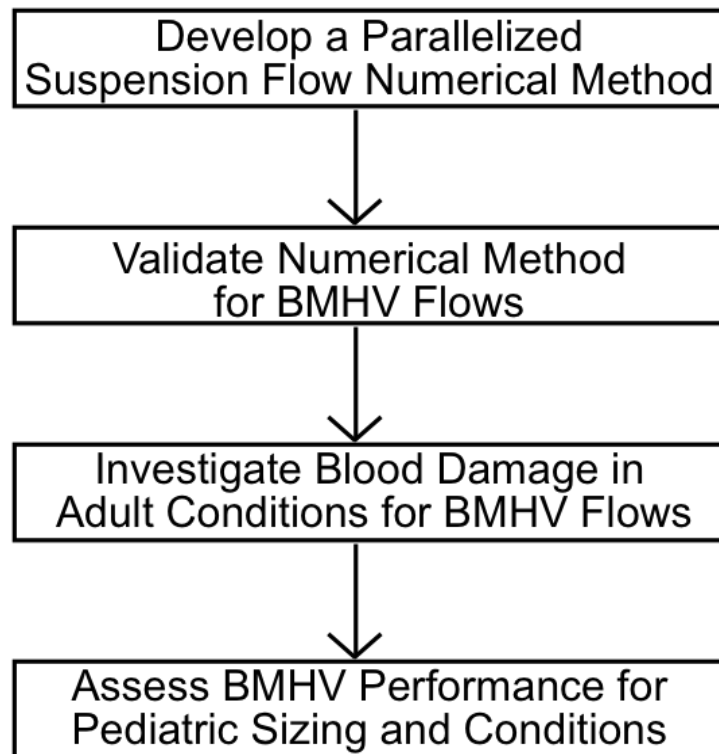 Develop a Parallelized
Suspension Flow Numerical Method
Validate Numerical Method
for BMHV Flows
Investigate Blood Damage in
Adult Conditions for BMHV Flows
Assess BMHV Performance for
Pediatric Sizing and Conditions